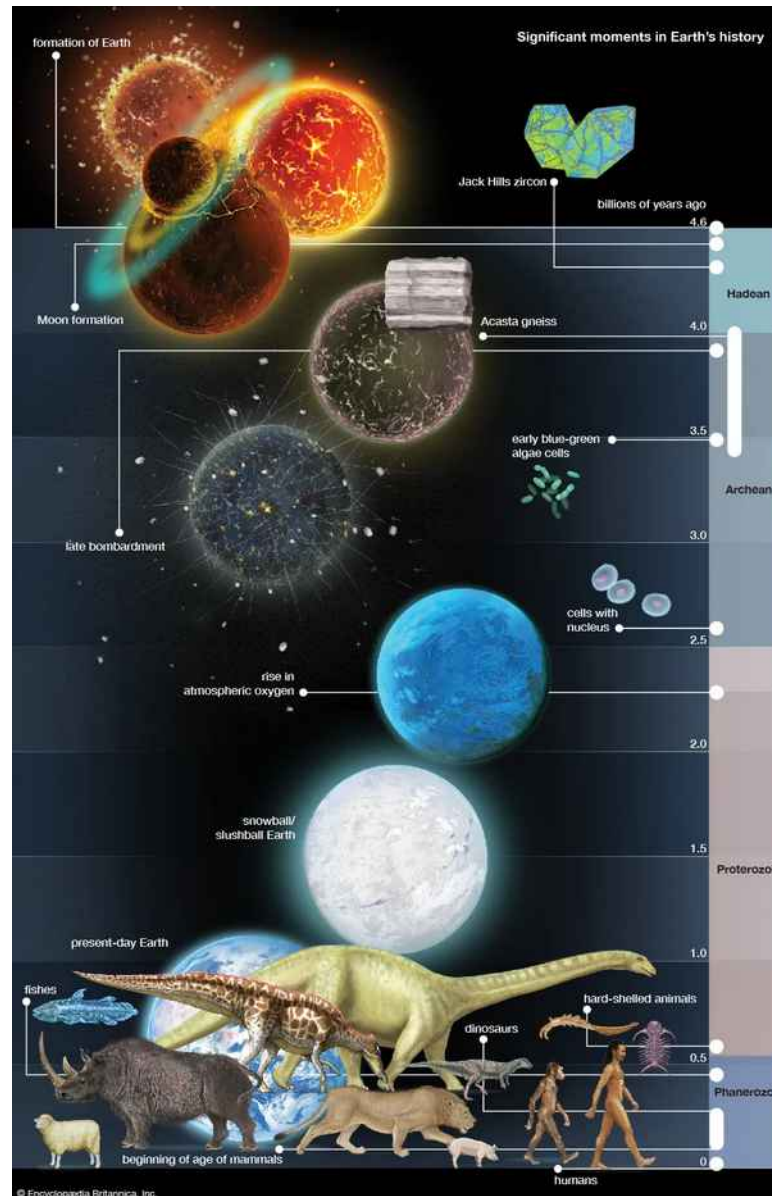 formation of Earth
Significant moments in Earth's history
Jack Hills zircon
billions of years ago
4.6
Hadean
Moon formation
Acasta gneiss
4.0
early blue-green
algae cells
3.5
Archean
late bombardment
3.0
cells with
nucleus
2.5
rise in
atmospheric oxygen
2.0
snowball/
slushball Earth
1.5
Proterozo
present-day Earth
1.0
fishes
hard-shelled animals
dinosaurs
0.5
Phanerozo
beginning of age of mammals
0
humans
© Encyclopædia Britannica, Inc.